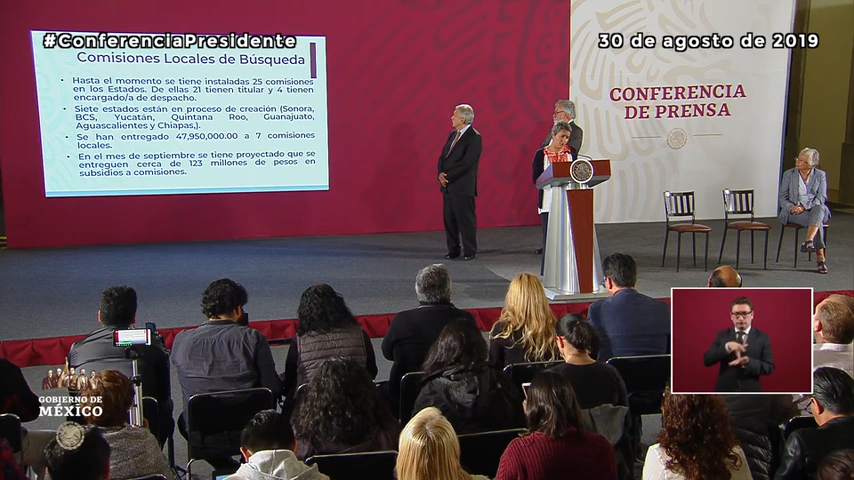 #ConferenciaPresidente
30 de agosto de 2019
Comisiones Locales de Búsqueda
• Hasta el momento se tiene instaladas 25 comisiones
en los Estados. De ellas 21 tienen titular y 4 tienen
encargado/a de despacho.
• Siete estados están en proceso de creación (Sonora,
BCS, Yucatán, Quintana Roo, Guanajuato,
Aguascalientes y Chiapas,).
• Se han entregado 47,950,000.00 a 7 comisiones
locales.
• En el mes de septiembre se tiene proyectado que se
entreguen cerca de 123 millones de pesos en
subsidios a comisiones.
CONFERENCIA
DE PRENSA
GOBIERNO DE
MÉXICO